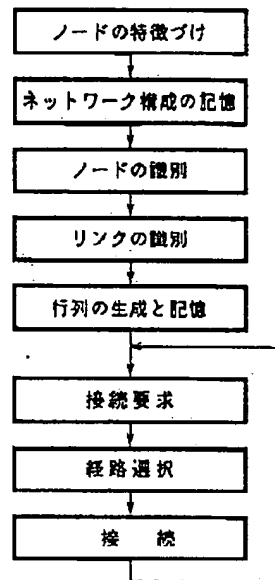 ノードの特徴づけ
ネットワーク構成の記憶
ノードの識別
リンクの識別
行列の生成と記憶
接続要求
経路選択
接　続